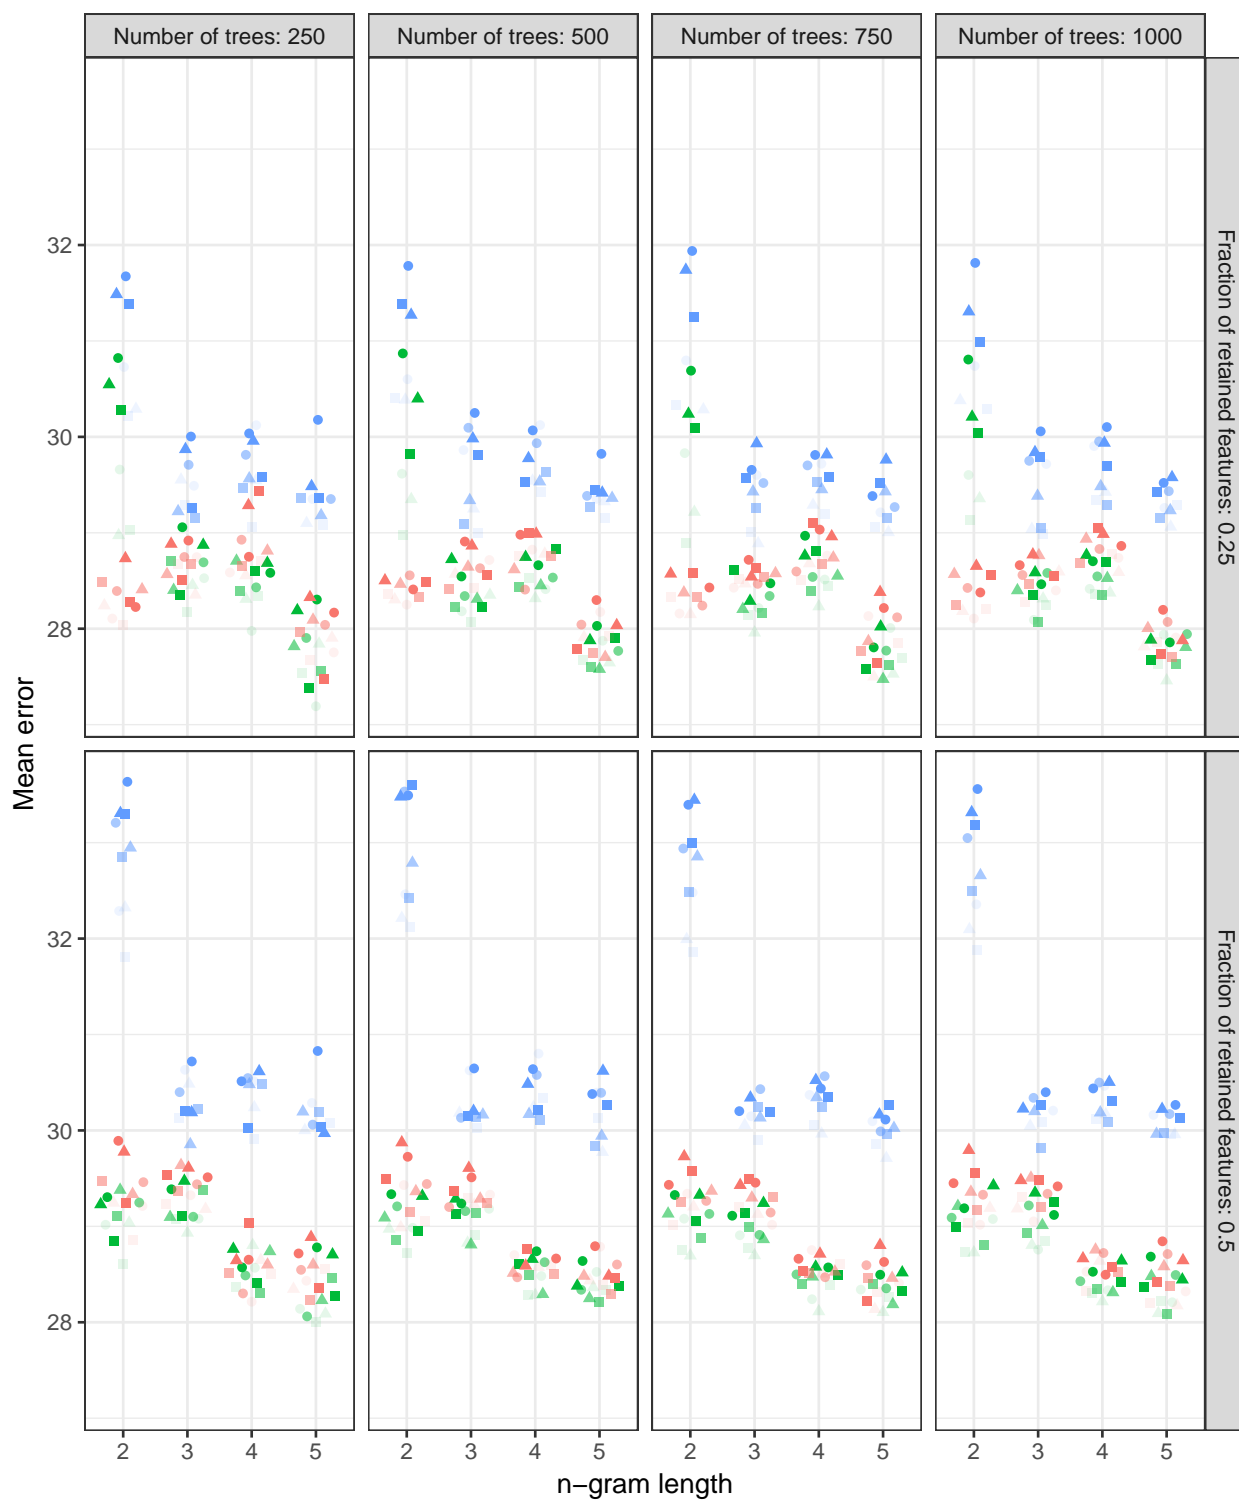 Number of trees: 250
Number of trees: 500
Number of trees: 750
Number of trees: 1000
Fraction of retained features: 0.25
Fraction of retained features: 0.5
Mean error
32
30
28
32
30
28
2 3 4 5
2 3 4 5
2 3 4 5
2 3 4 5
n−gram length